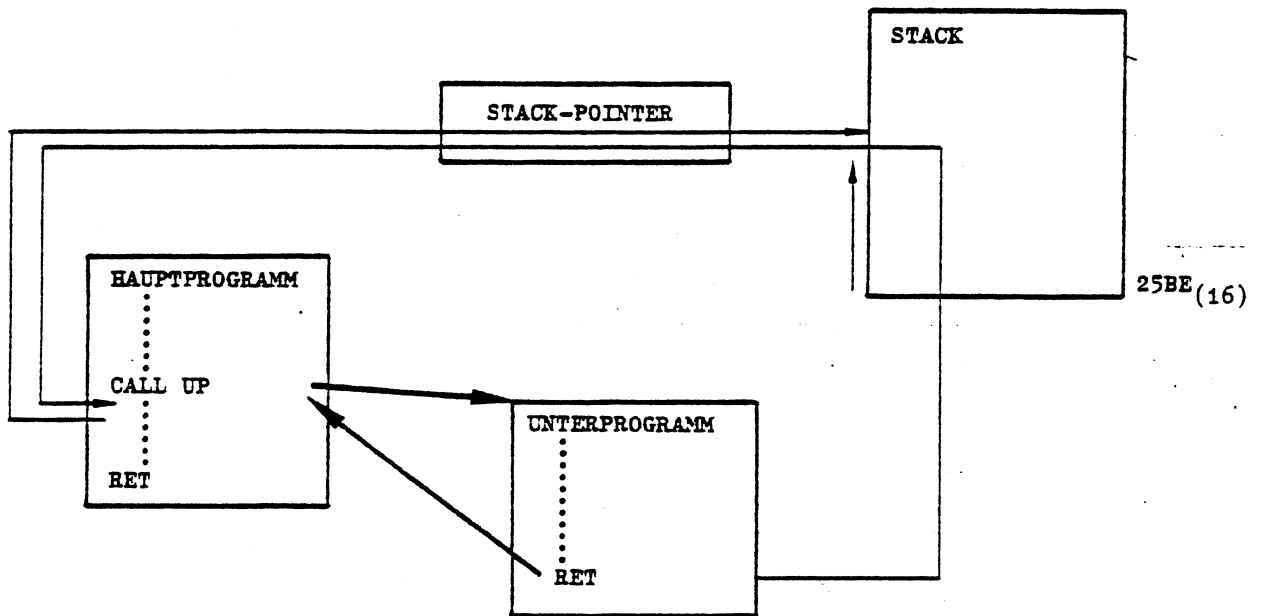 STACK
STACK-POINTER
HAUPTPROGRAMM
25BE(16)
CALL UP
RET
UNTERPROGRAMM
RET